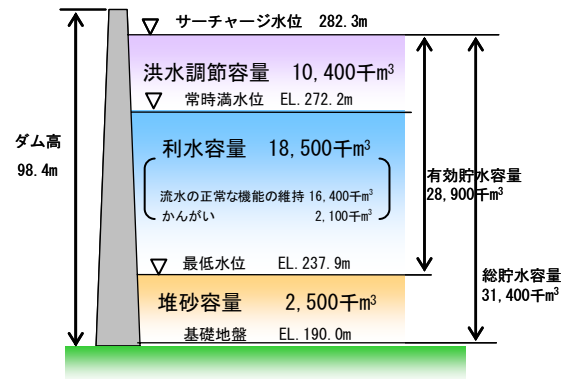 サーチャージ水位 282.3m
洪水調節容量 10,400千m³
常時満水位 EL.272.2m
ダム高
98.4m
利水容量 18,500千m³
流水の正常な機能の維持 16,400千m³
かんがい 2,100千m³
有効貯水容量
28,900千m³
最低水位 EL.237.9m
総貯水容量
31,400千m³
堆砂容量 2,500千m³
基礎地盤 EL.190.0m